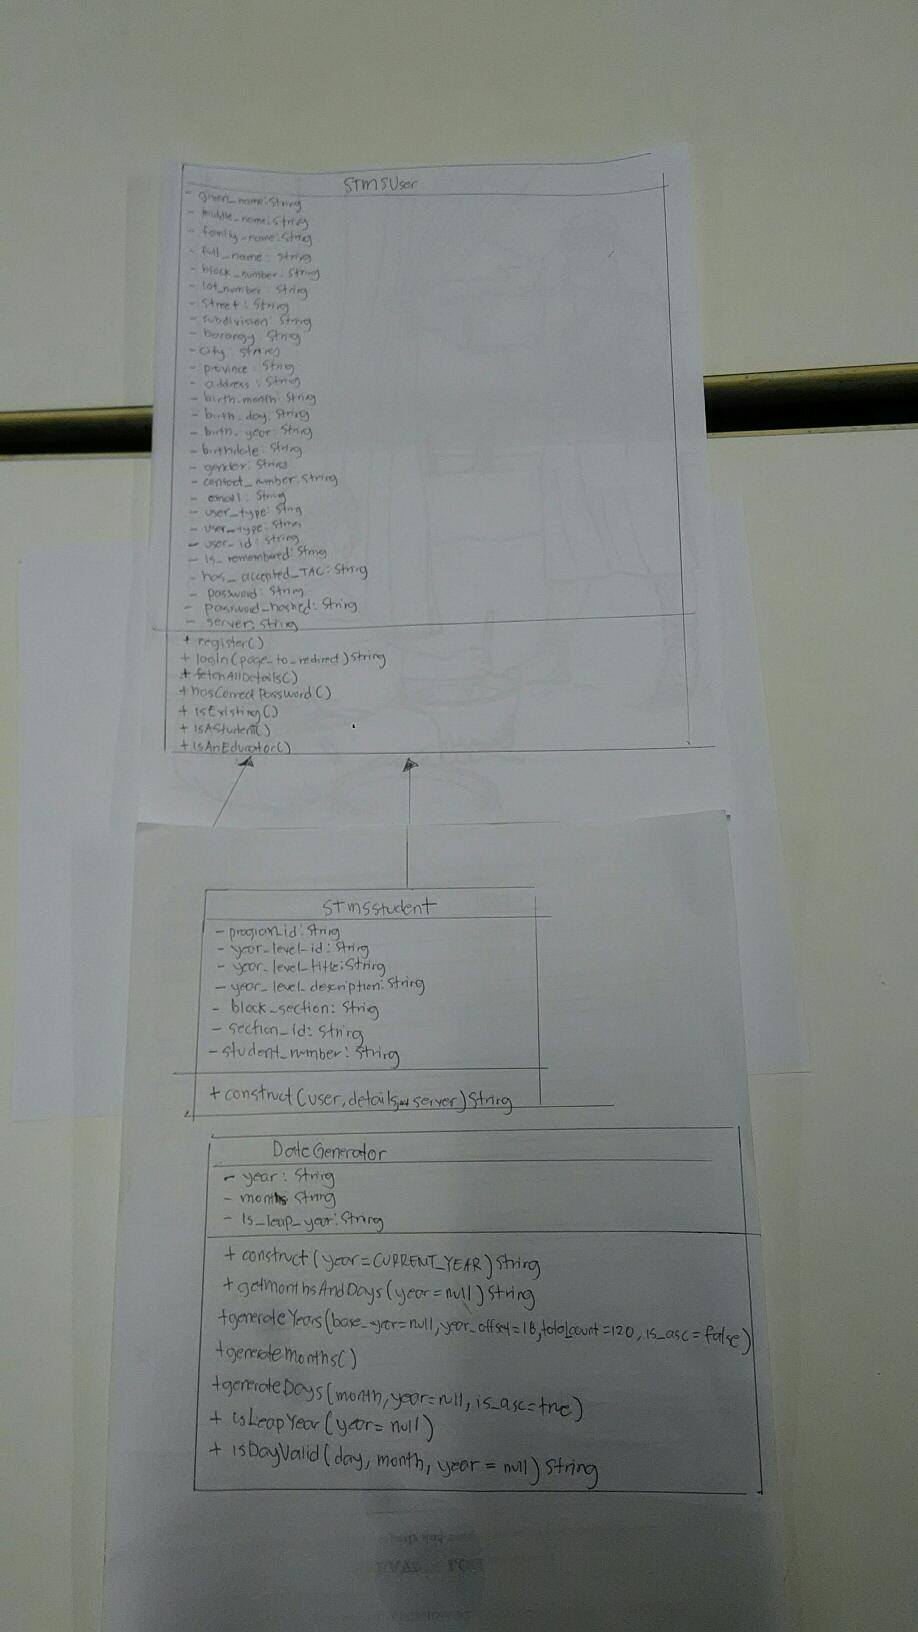 STMSUser
- given_name: String
- middle_name: String
- family_name: String
- full_name: String
- block_number: String
- lot_number: String
- street: String
- subdivision: String
- barangy: String
- city: String
- province: String
- address: String
- birth_month: String
- birth_day: String
- birth_year: String
- birthdate: String
- gender: String
- contact_number: String
- email: String
- user_type: String
- user_type: String
- user_id: String
- is_remembered: String
- has_accepted_TAC: String
- password: String
- password_hashed: String
- server: String
+ register()
+ login(page_to_redirect) String
+ fetchAllDetails()
+ hasCorrectPassword()
+ isExisting()
+ isAStudent()
+ isAnEducator()
STMSStudent
- program_id: String
- year_level_id: String
- year_level_title: String
- year_level_description: String
- block_section: String
- section_id: String
- student_number: String
+ construct(user, details, server) String
DateGenerator
- year: String
- months String
- is_leap_year: String
+ construct(year=CURRENT_YEAR) String
+ getMonthsAndDays(year=null) String
+generateYears(base_year=null, year_offset=18, total_count=120, is_asc=false)
+generateMonths()
+generateDays(month, year=null, is_asc=true)
+ isLeapYear(year=null)
+ isDayValid(day, month, year=null) String